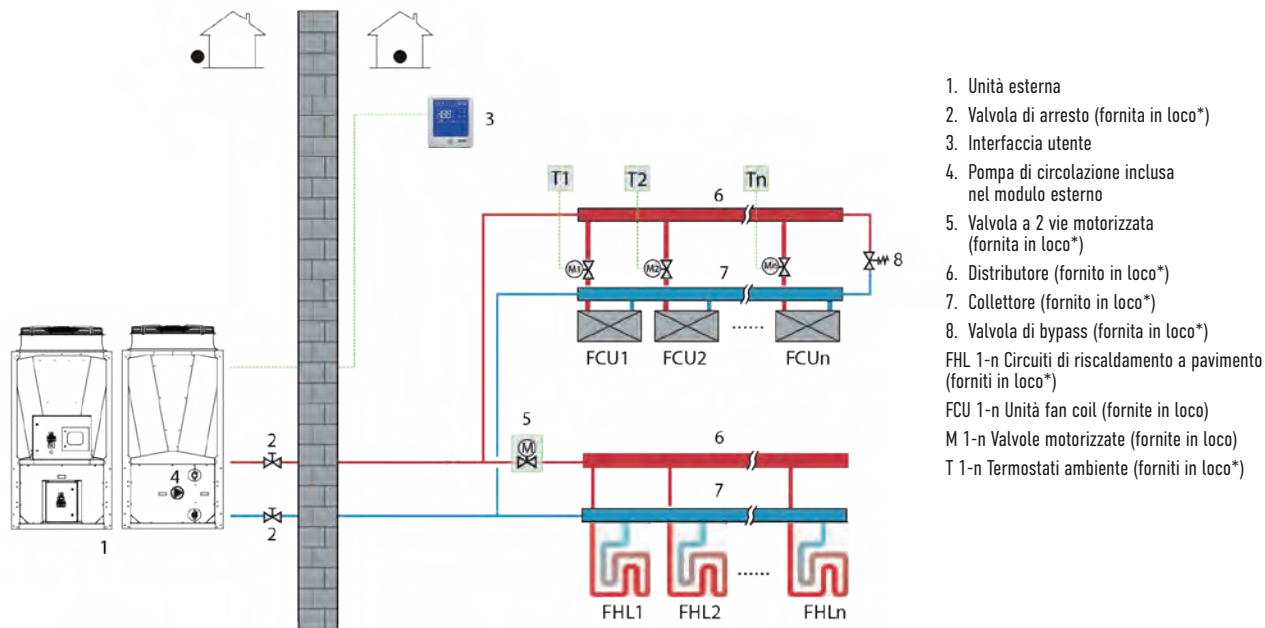 3
T1
T2
Tn
6
M1
M2
Mn
8
7
FCU1
FCU2
......
FCUn
5
M
2
6
4
7
2
1
......
FHL1
FHL2
FHLn
1. Unità esterna
2. Valvola di arresto (fornita in loco*)
3. Interfaccia utente
4. Pompa di circolazione inclusa
nel modulo esterno
5. Valvola a 2 vie motorizzata
(fornita in loco*)
6. Distributore (fornito in loco*)
7. Collettore (fornito in loco*)
8. Valvola di bypass (fornita in loco*)
FHL 1-n Circuiti di riscaldamento a pavimento
(forniti in loco*)
FCU 1-n Unità fan coil (fornite in loco)
M 1-n Valvole motorizzate (fornite in loco)
T 1-n Termostati ambiente (forniti in loco*)